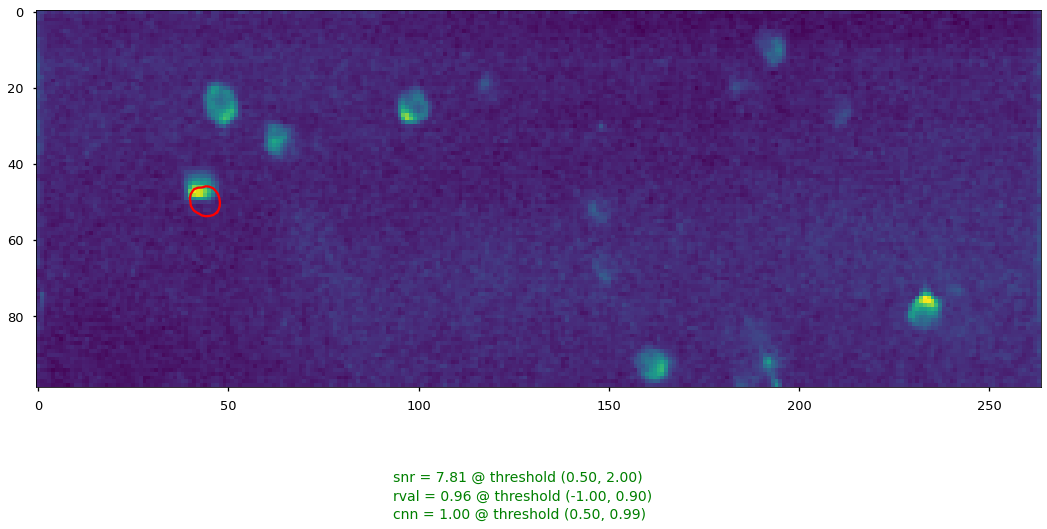 0
20
40
60
80
0 50 100 150 200 250
snr = 7.81 @ threshold (0.50, 2.00)
rval = 0.96 @ threshold (-1.00, 0.90)
cnn = 1.00 @ threshold (0.50, 0.99)